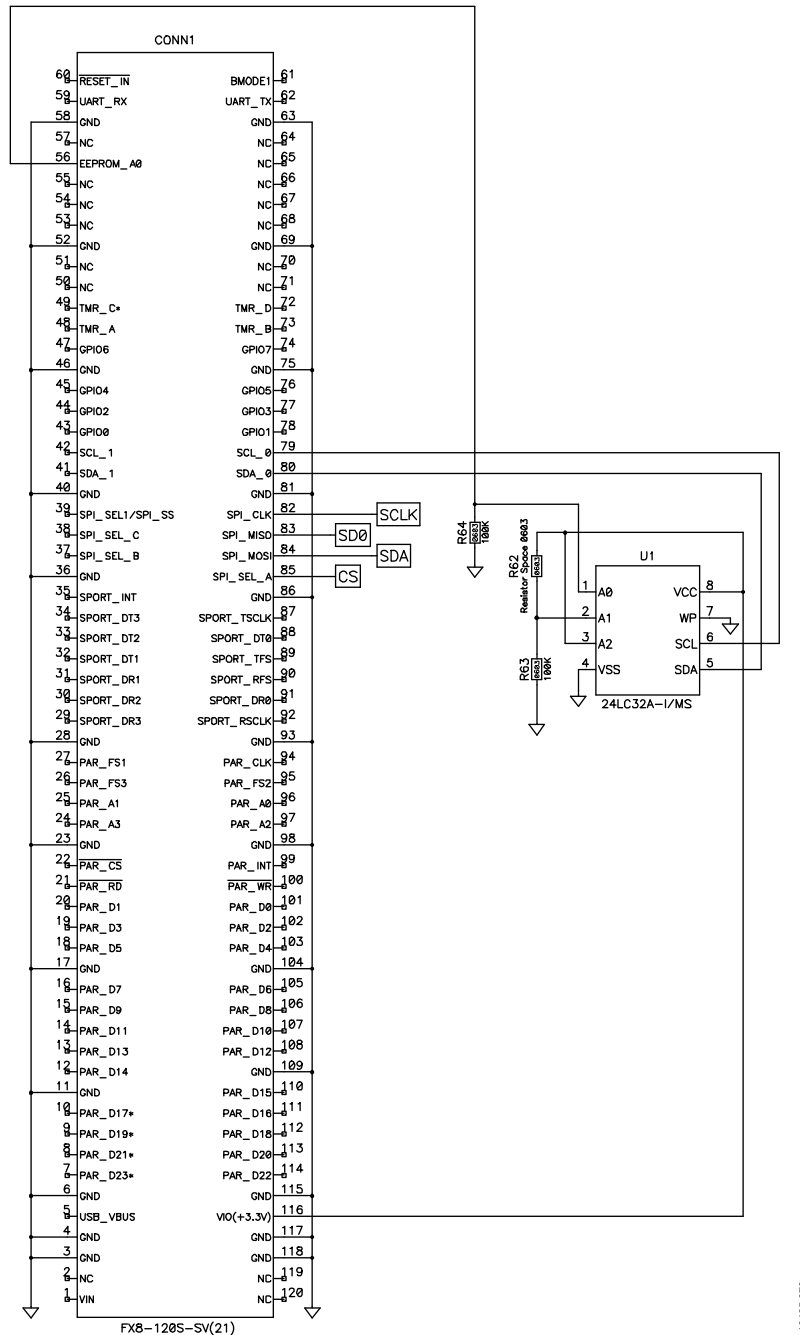 CONN1
60 RESET_IN BMODE1 61
59 UART_RX UART_TX 62
58 GND GND 63
57 NC NC 64
56 EEPROM_A0 NC 65
55 NC NC 66
54 NC NC 67
53 NC NC 68
52 GND GND 69
51 NC NC 70
50 NC NC 71
49 TMR_C* TMR_D 72
48 TMR_A TMR_B 73
47 GPIO6 GPIO7 74
46 GND GND 75
45 GPIO4 GPIO5 76
44 GPIO2 GPIO3 77
43 GPIO0 GPIO1 78
42 SCL_1 SCL_0 79
41 SDA_1 SDA_0 80
40 GND GND 81
39 SPI_SEL1/SPI_SS SPI_CLK 82 SCLK
38 SPI_SEL_C SPI_MISO 83 SD0
37 SPI_SEL_B SPI_MOSI 84 SDA
36 GND SPI_SEL_A 85 CS
35 SPORT_INT GND 86
34 SPORT_DT3 SPORT_TSCLK 87
33 SPORT_DT2 SPORT_DT0 88
32 SPORT_DT1 SPORT_TFS 89
31 SPORT_DR1 SPORT_RFS 90
30 SPORT_DR2 SPORT_DR0 91
29 SPORT_DR3 SPORT_RSCLK 92
28 GND GND 93
27 PAR_FS1 PAR_CLK 94
26 PAR_FS3 PAR_FS2 95
25 PAR_A1 PAR_A0 96
24 PAR_A3 PAR_A2 97
23 GND GND 98
22 PAR_CS PAR_INT 99
21 PAR_RD PAR_WR 100
20 PAR_D1 PAR_D0 101
19 PAR_D3 PAR_D2 102
18 PAR_D5 PAR_D4 103
17 GND GND 104
16 PAR_D7 PAR_D6 105
15 PAR_D9 PAR_D8 106
14 PAR_D11 PAR_D10 107
13 PAR_D13 PAR_D12 108
12 PAR_D14 GND 109
11 GND PAR_D15 110
10 PAR_D17* PAR_D16 111
9 PAR_D19* PAR_D18 112
8 PAR_D21* PAR_D20 113
7 PAR_D23* PAR_D22 114
6 GND GND 115
5 USB_VBUS VIO(+3.3V) 116
4 GND GND 117
3 GND GND 118
2 NC NC 119
1 VIN NC 120
FX8-120S-SV(21)
R64
0603
100K
R62
Resistor Space 0603
0603
R63
0603
100K
U1
1 A0 VCC 8
2 A1 WP 7
3 A2 SCL 6
4 VSS SDA 5
24LC32A-I/MS